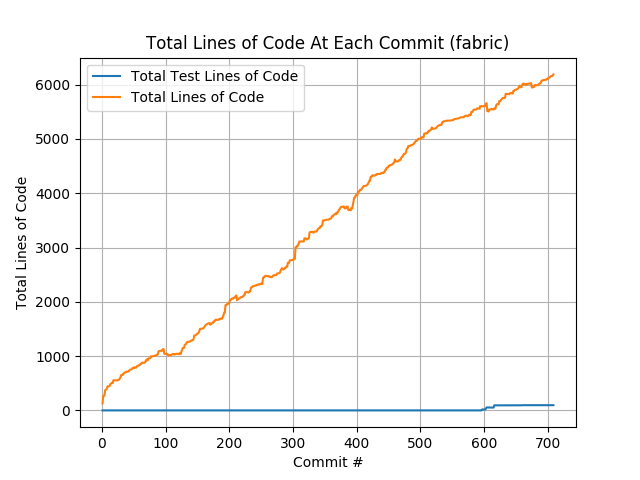 Total Lines of Code At Each Commit (fabric)
Total Test Lines of Code
Total Lines of Code
6000
5000
4000
3000
2000
1000
0
Total Lines of Code
0 100 200 300 400 500 600 700
Commit #